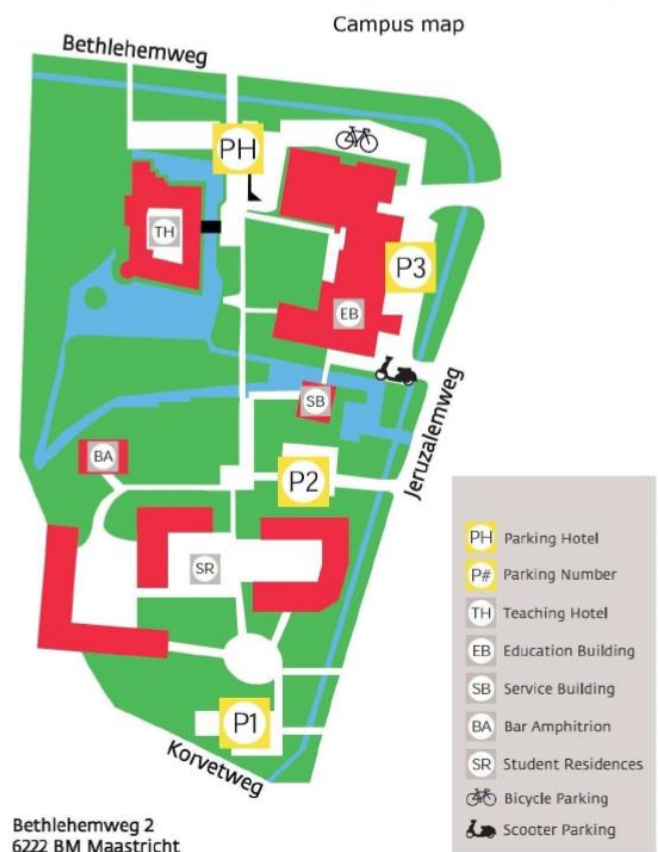 Campus map
Bethlehemweg
PH
TH
P3
EB
SB
Jeruzalemweg
BA
P2
SR
P1
Korvetweg
PH Parking Hotel
P# Parking Number
TH Teaching Hotel
EB Education Building
SB Service Building
BA Bar Amphitrion
SR Student Residences
Bicycle Parking
Scooter Parking
Bethlehemweg 2
6222 BM Maastricht